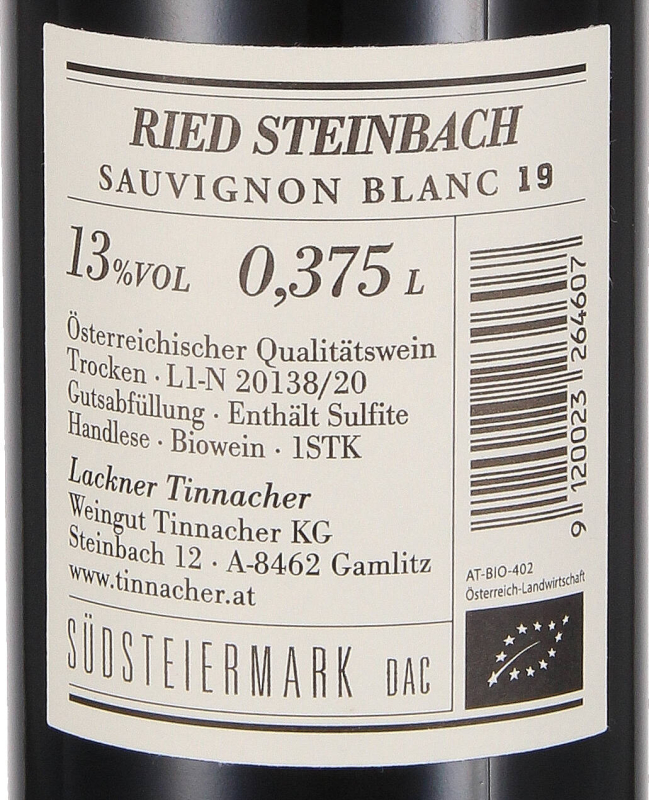 RIED STEINBACH
SAUVIGNON BLANC 19
13%VOL 0,375 L
Österreichischer Qualitätswein
Trocken · L1-N 20138/20
Gutsabfüllung · Enthält Sulfite
Handlese · Biowein · 1STK
Lackner Tinnacher
Weingut Tinnacher KG
Steinbach 12 · A-8462 Gamlitz
www.tinnacher.at
SÜDSTEIERMARK DAC
9 120023 264607
AT-BIO-402
Österreich-Landwirtschaft